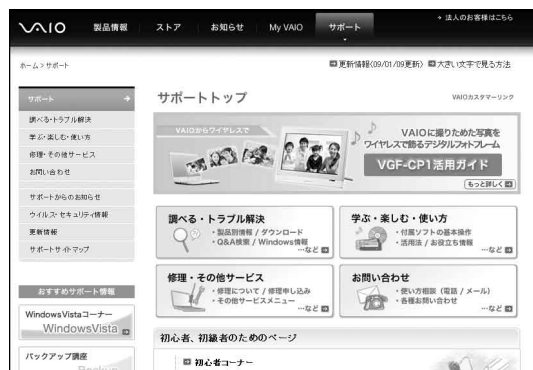 VAIO
製品情報 ストア お知らせ My VAIO サポート
法人のお客様はこちら
ホーム > サポート
更新情報(09/01/09更新) 大きい文字で見る方法
サポート
調べる・トラブル解決
学ぶ・楽しむ・使い方
修理・その他サービス
お問い合わせ
サポートからのお知らせ
ウイルス・セキュリティ情報
更新情報
サポートサイトマップ
おすすめサポート情報
Windows Vistaコーナー
WindowsVista
バックアップ講座
Backup
サポートトップ
VAIOカスタマーリンク
VAIOからワイヤレスで
VAIOに撮りためた写真を
ワイヤレスで飾るデジタルフォトフレーム
VGF-CP1活用ガイド
もっと詳しく
調べる・トラブル解決
・製品別情報 / ダウンロード
・Q&A検索 / Windows情報
…など
学ぶ・楽しむ・使い方
・付属ソフトの基本操作
・活用法 / お役立ち情報
…など
修理・その他サービス
・修理について / 修理申し込み
・その他サービスメニュー
…など
お問い合わせ
・使い方相談 (電話 / メール)
・各種お問い合わせ
…など
初心者、初級者のためのページ
初心者コーナー